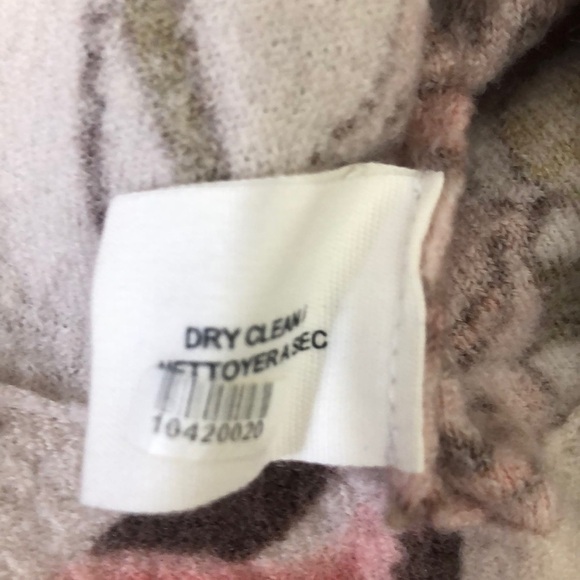 DRY CLEAN /
NETTOYER A SEC
10420020